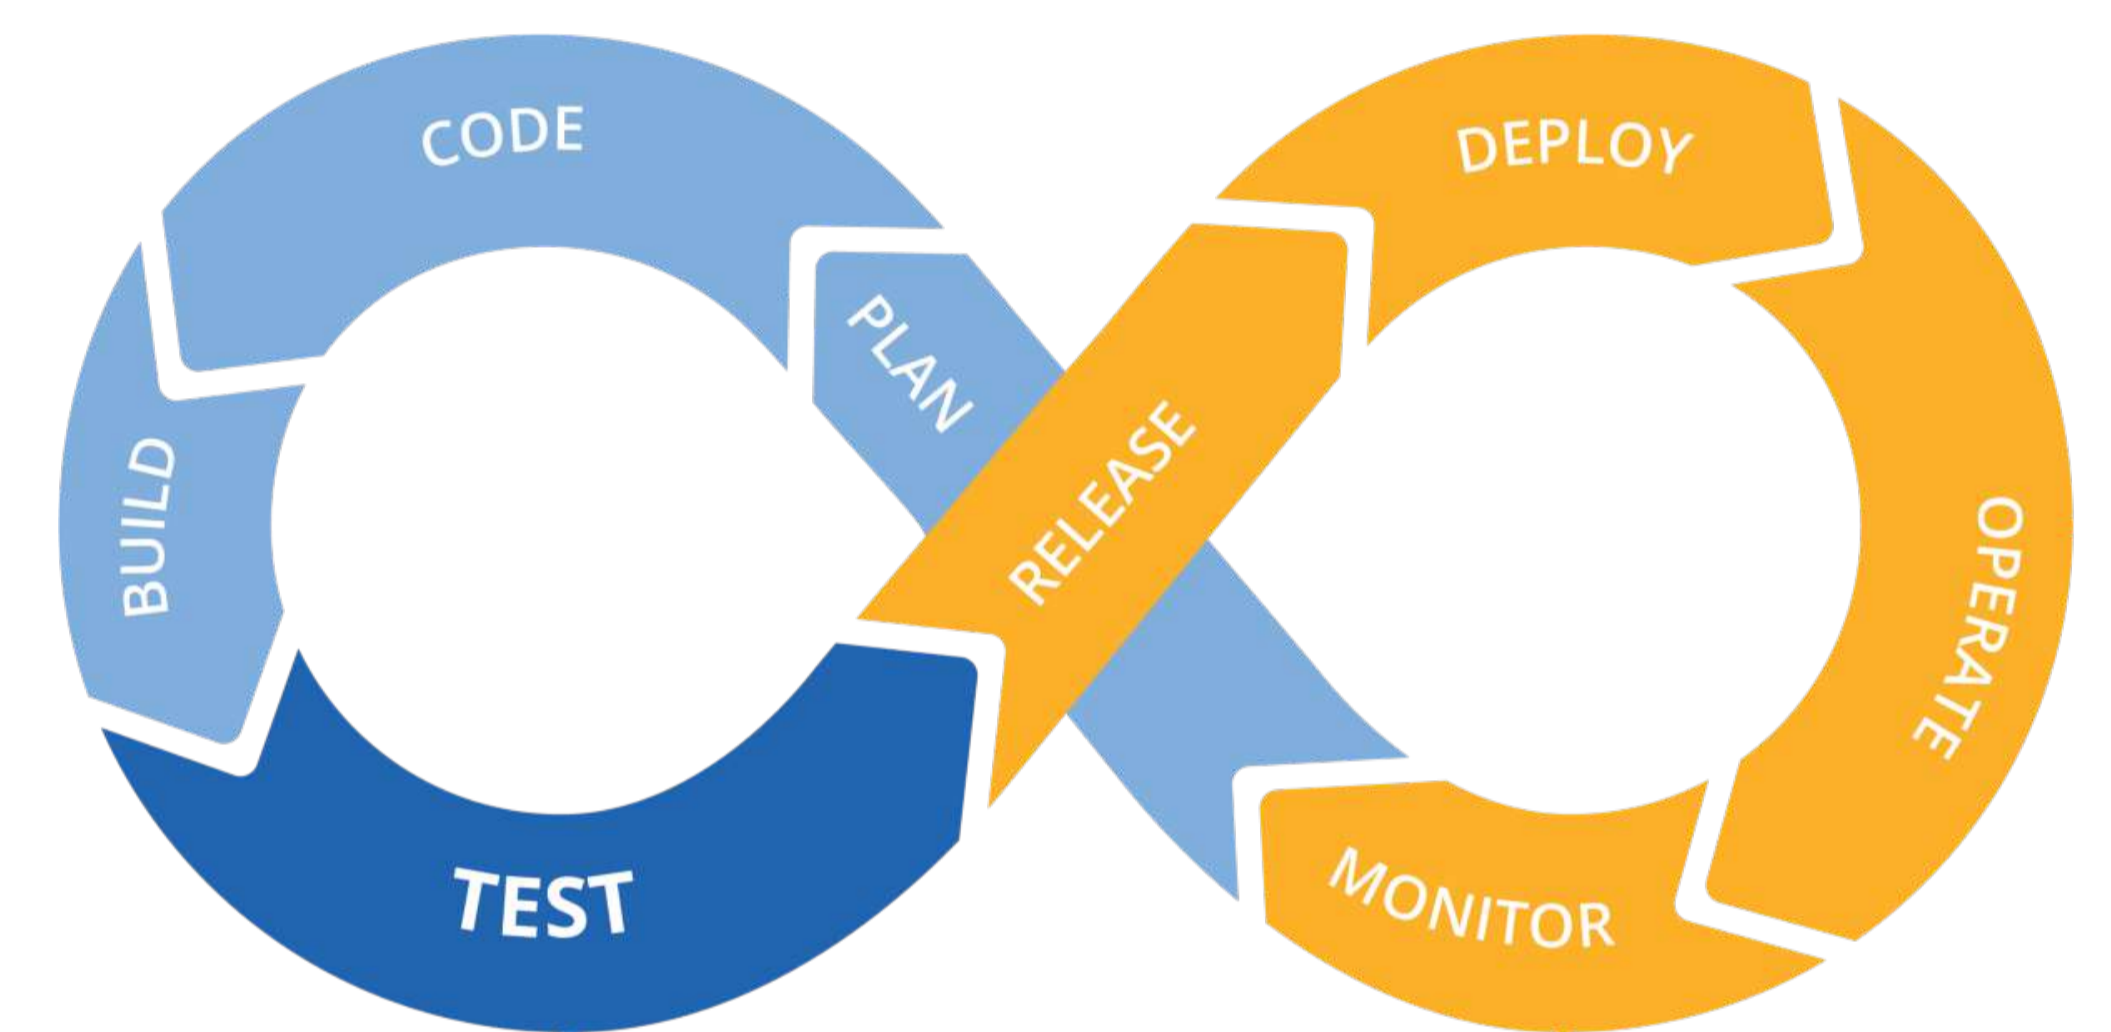 CODE
DEPLOY
PLAN
BUILD
RELEASE
OPERATE
TEST
MONITOR